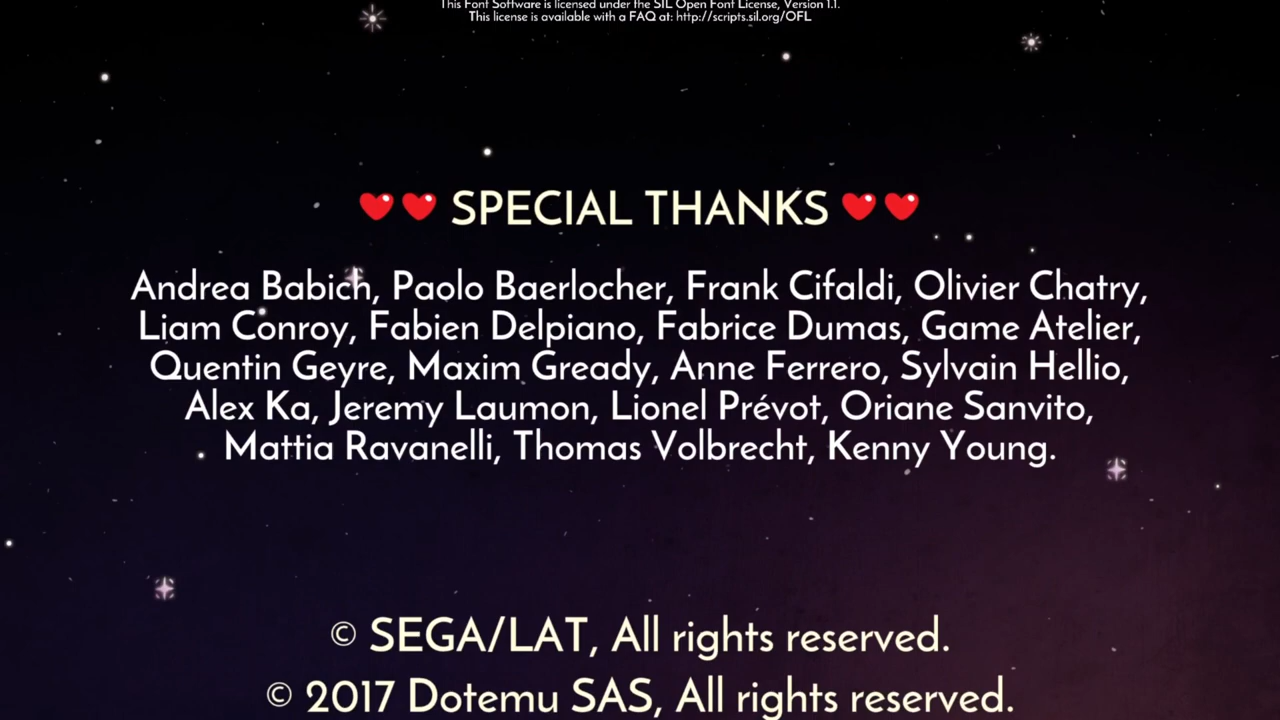 This Font Software is licensed under the SIL Open Font License, Version 1.1.
This license is available with a FAQ at: http://scripts.sil.org/OFL
SPECIAL THANKS
Andrea Babich, Paolo Baerlocher, Frank Cifaldi, Olivier Chatry,
Liam Conroy, Fabien Delpiano, Fabrice Dumas, Game Atelier,
Quentin Geyre, Maxim Gready, Anne Ferrero, Sylvain Hellio,
Alex Ka, Jeremy Laumon, Lionel Prévot, Oriane Sanvito,
Mattia Ravanelli, Thomas Volbrecht, Kenny Young.
© SEGA/LAT, All rights reserved.
© 2017 Dotemu SAS, All rights reserved.